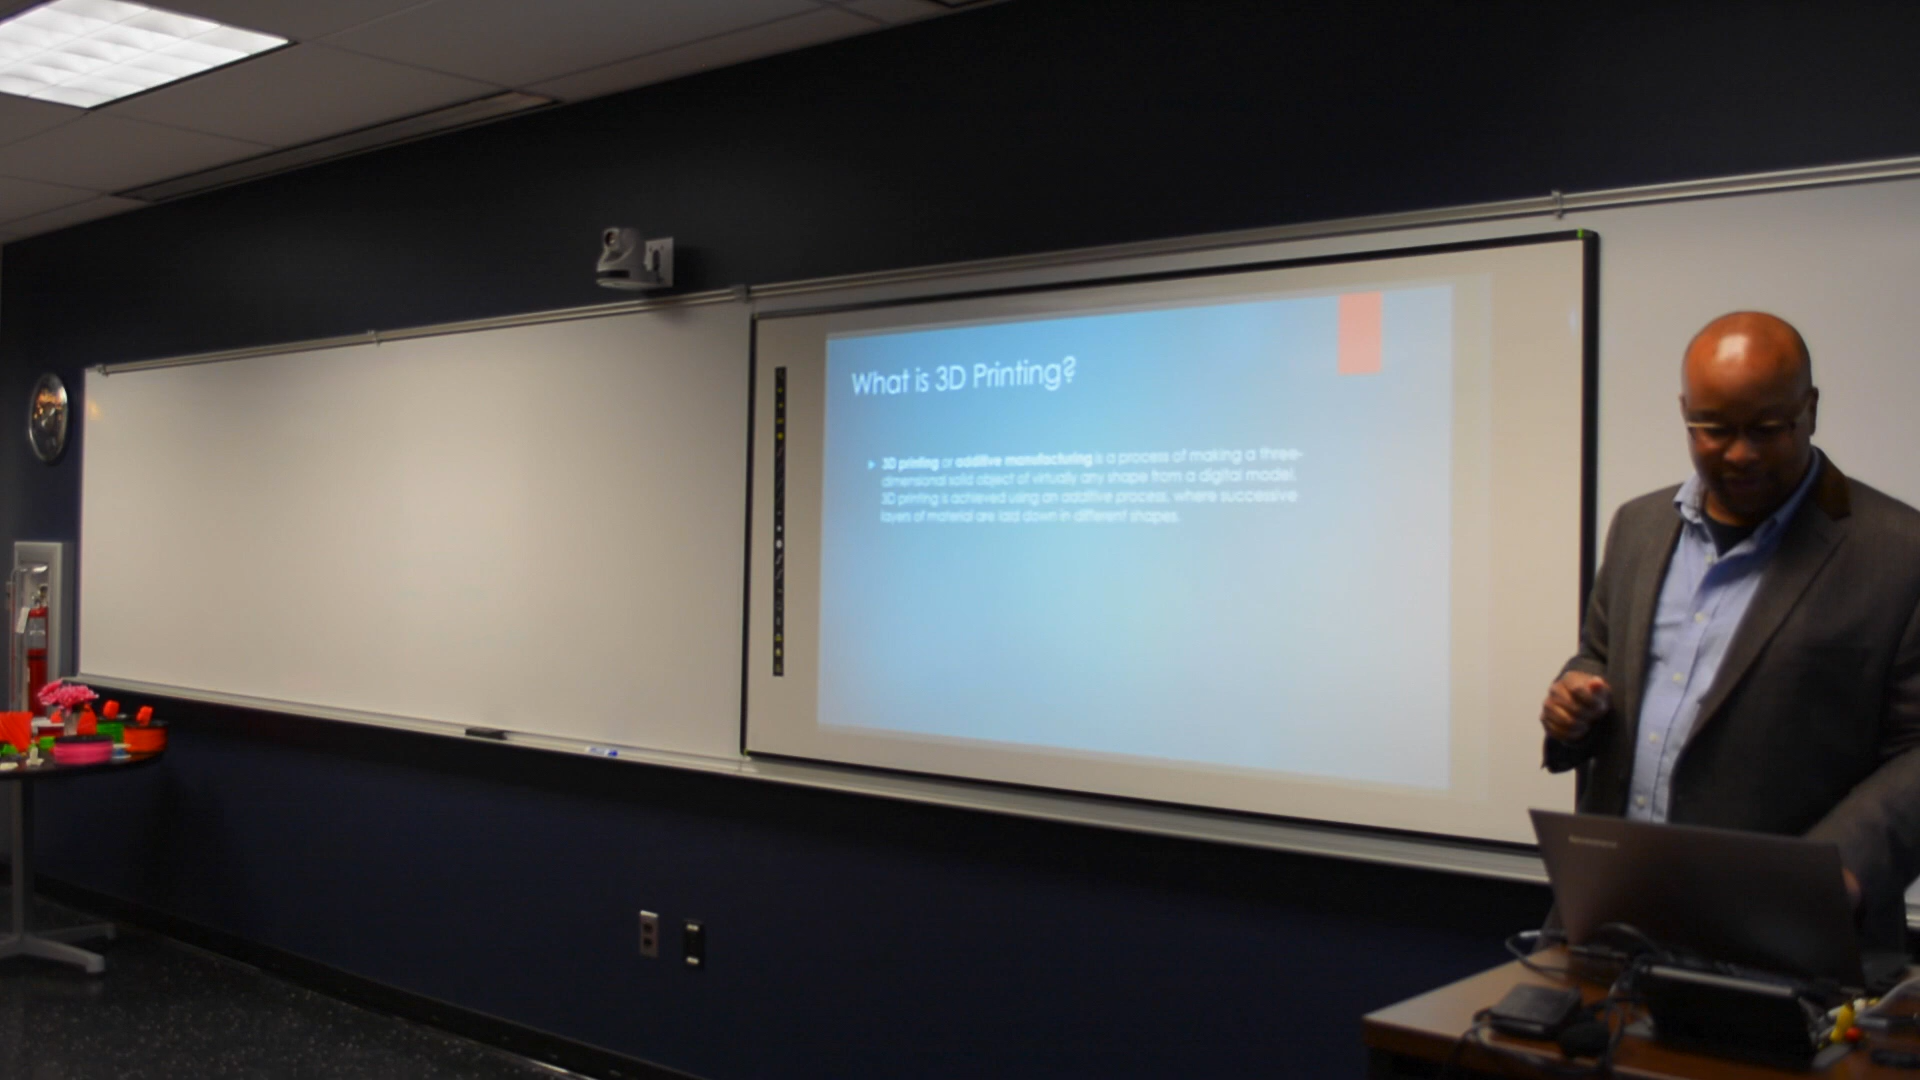 What is 3D Printing?
3D printing or additive manufacturing is a process of making a three-
dimensional solid object of virtually any shape from a digital model.
3D printing is achieved using an additive process, where successive
layers of material are laid down in different shapes.